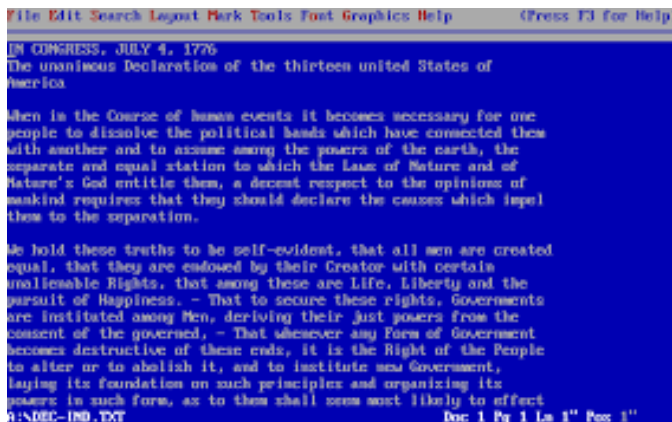 File Edit Search Layout Mark Tools Font Graphics Help (Press F3 for Help
IN CONGRESS, JULY 4, 1776
The unanimous Declaration of the thirteen united States of
America
When in the Course of human events it becomes necessary for one
people to dissolve the political bands which have connected them
with another and to assume among the powers of the earth, the
separate and equal station to which the Laws of Nature and of
Nature's God entitle them, a decent respect to the opinions of
mankind requires that they should declare the causes which impel
them to the separation.
We hold these truths to be self-evident, that all men are created
equal, that they are endowed by their Creator with certain
unalienable Rights, that among these are Life, Liberty and the
pursuit of Happiness. - That to secure these rights, Governments
are instituted among Men, deriving their just powers from the
consent of the governed, - That whenever any Form of Government
becomes destructive of these ends, it is the Right of the People
to alter or to abolish it, and to institute new Government,
laying its foundation on such principles and organizing its
powers in such form, as to them shall seem most likely to effect
A:\DEC-IND.TXT Doc 1 Pg 1 Ln 1" Pos 1"